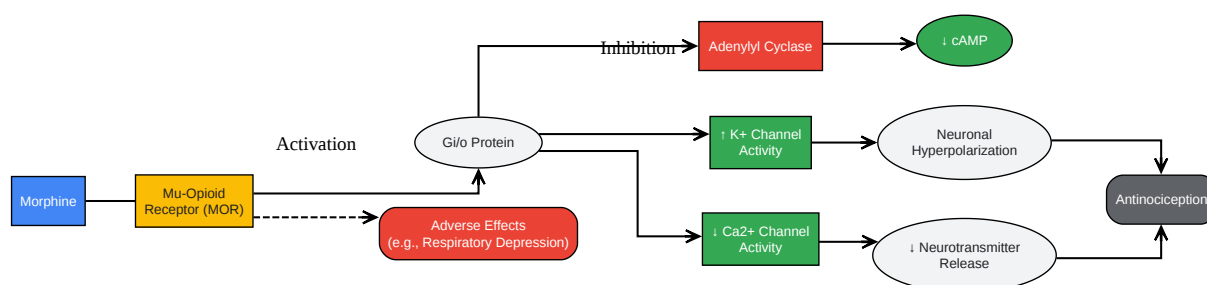 Inhibition
Adenylyl Cyclase
↓ cAMP
Activation
Gi/o Protein
↑ K+ Channel
Activity
Neuronal
Hyperpolarization
Morphine
Mu-Opioid
Receptor (MOR)
Antinociception
Adverse Effects
(e.g., Respiratory Depression)
↓ Ca2+ Channel
Activity
↓ Neurotransmitter
Release